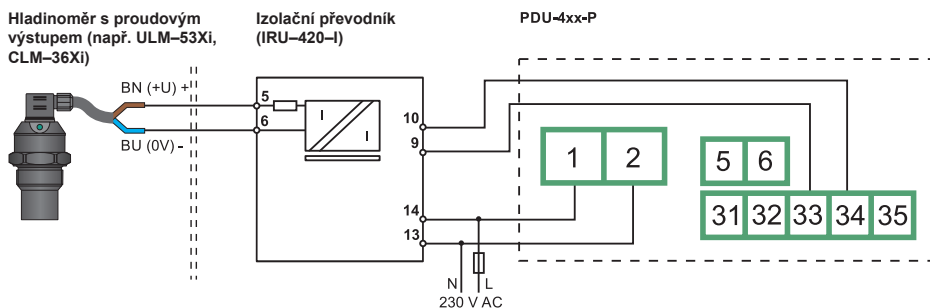 Hladinoměr s proudovým
výstupem (např. ULM–53Xi,
CLM–36Xi)
Izolační převodník
(IRU–420–I)
PDU-4xx-P
BN (+U) +
BU (0V) -
5
6
I
I
10
9
14
13
1 2
5 6
31 32 33 34 35
N L
230 V AC